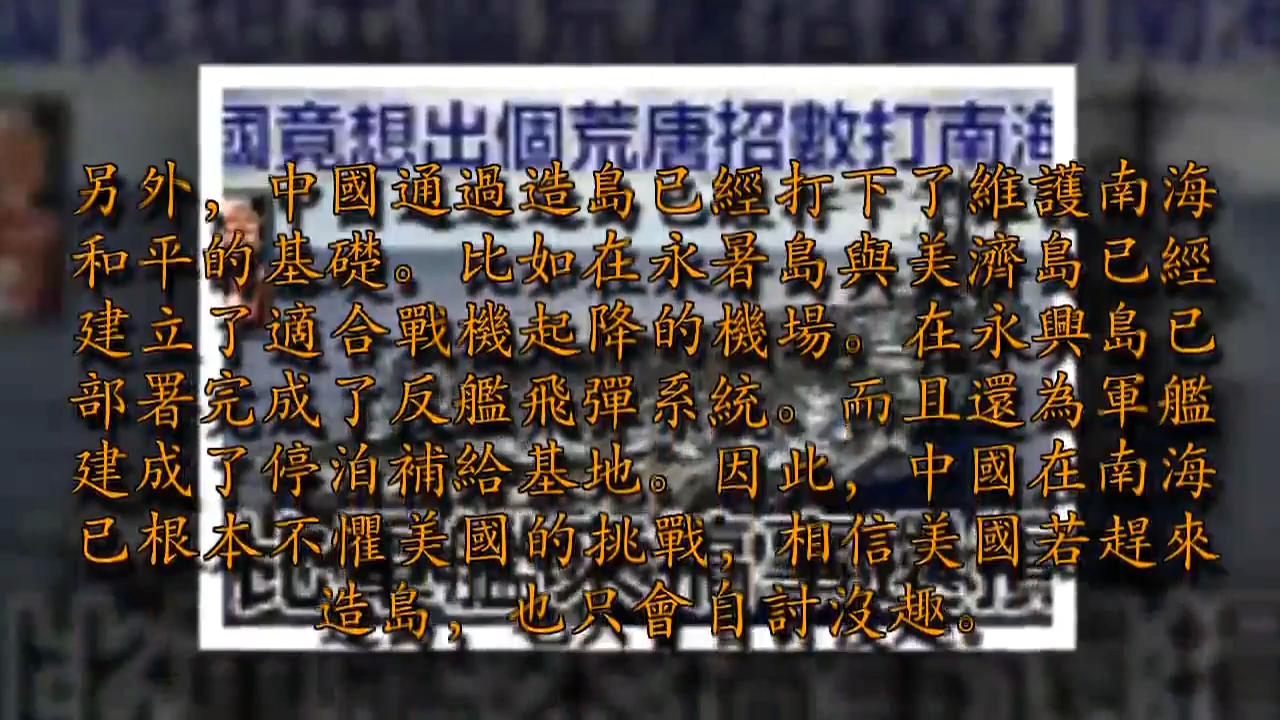 國竟想出個荒唐招數打南海
另外，中國通過造島已經打下了維護南海
和平的基礎。比如在永暑島與美濟島已經
建立了適合戰機起降的機場。在永興島已
部署完成了反艦飛彈系統。而且還為軍艦
建成了停泊補給基地。因此，中國在南海
已根本不懼美國的挑戰，相信美國若趕來
造島，也只會自討沒趣。